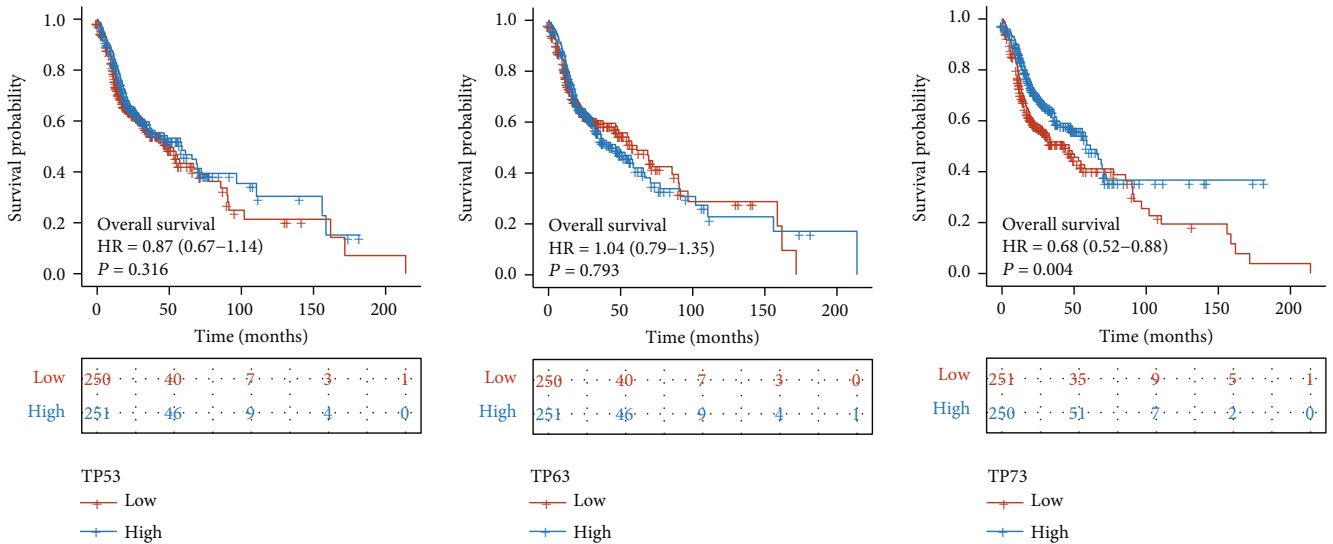 Survival probability
1.0
0.8
0.6
0.4
0.2
0.0
Overall survival
HR = 0.87 (0.67−1.14)
P = 0.316
0 50 100 150 200
Time (months)
Low 250 40 7 3 1
High 251 46 9 4 0
TP53
Low
High
Survival probability
1.0
0.8
0.6
0.4
0.2
0.0
Overall survival
HR = 1.04 (0.79−1.35)
P = 0.793
0 50 100 150 200
Time (months)
Low 250 40 7 3 0
High 251 46 9 4 1
TP63
Low
High
Survival probability
1.0
0.8
0.6
0.4
0.2
0.0
Overall survival
HR = 0.68 (0.52−0.88)
P = 0.004
0 50 100 150 200
Time (months)
Low 251 35 9 5 1
High 250 51 7 2 0
TP73
Low
High